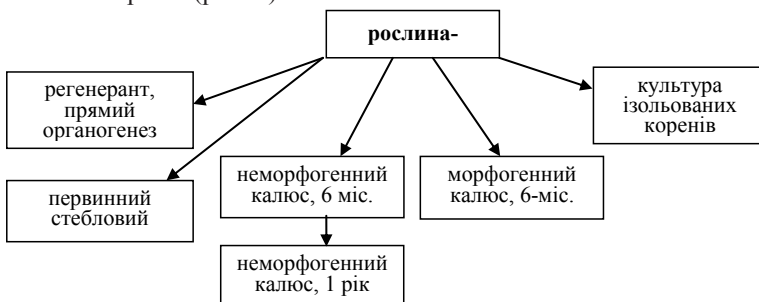 рослина-
регенерант,
прямий
органогенез
культура
ізольованих
коренів
первинний
стебловий
неморфогенний
калюс, 6 міс.
морфогенний
калюс, 6-міс.
неморфогенний
калюс, 1 рік